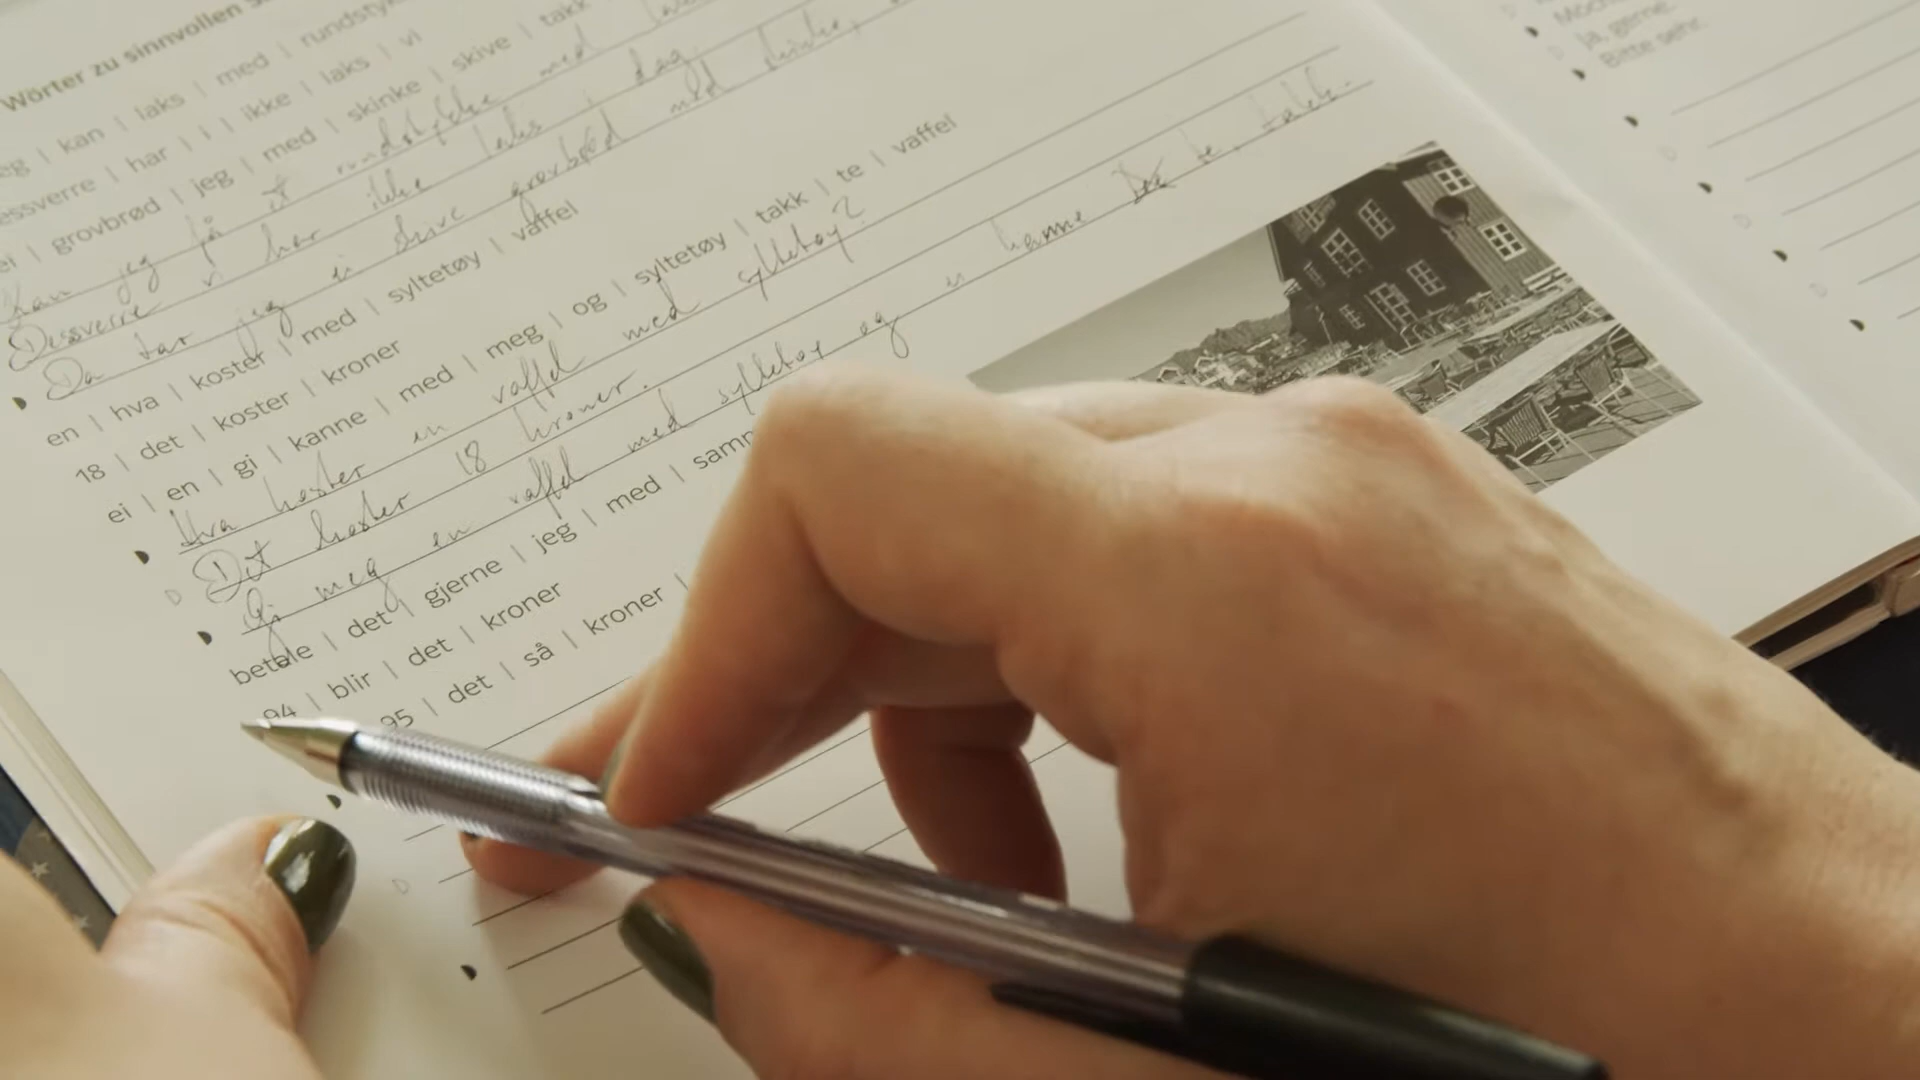 Wörter zu sinnvollen
kan | laks | med | rundstykke
dessverre | har | i | ikke | laks | vi
ei | grovbrød | jeg | med | skinke | skive | takk
Kan jeg få et rundstykke med
Dessverre vi har ikke laks i dag
Da tar jeg ei skive grovbrød med skinke,
en | hva | koster | med | syltetøy | vaffel
18 | det | koster | kroner
ei | en | gi | kanne | med | meg | og | syltetøy | takk | te | vaffel
Hva koster en vaffel med syltetøy?
Det koster 18 kroner.
Gi meg en vaffel med syltetøy og ei kanne te, takk.
betale | det | gjerne | jeg | med | samm
94 | blir | det | kroner
95 | det | så | kroner |
Ja, gerne.
Bitte sehr.